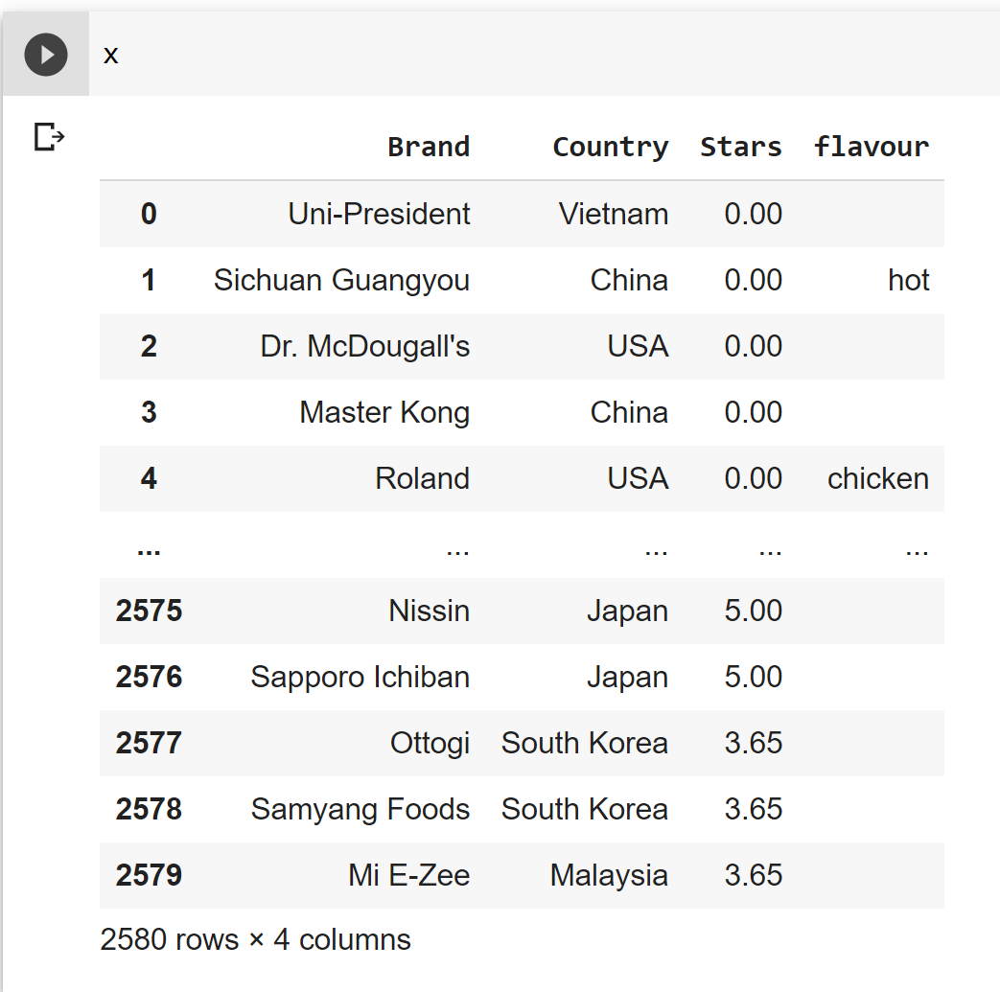 x
Brand Country Stars flavour
0 Uni-President Vietnam 0.00
1 Sichuan Guangyou China 0.00 hot
2 Dr. McDougall's USA 0.00
3 Master Kong China 0.00
4 Roland USA 0.00 chicken
... ... ... ... ...
2575 Nissin Japan 5.00
2576 Sapporo Ichiban Japan 5.00
2577 Ottogi South Korea 3.65
2578 Samyang Foods South Korea 3.65
2579 Mi E-Zee Malaysia 3.65
2580 rows × 4 columns